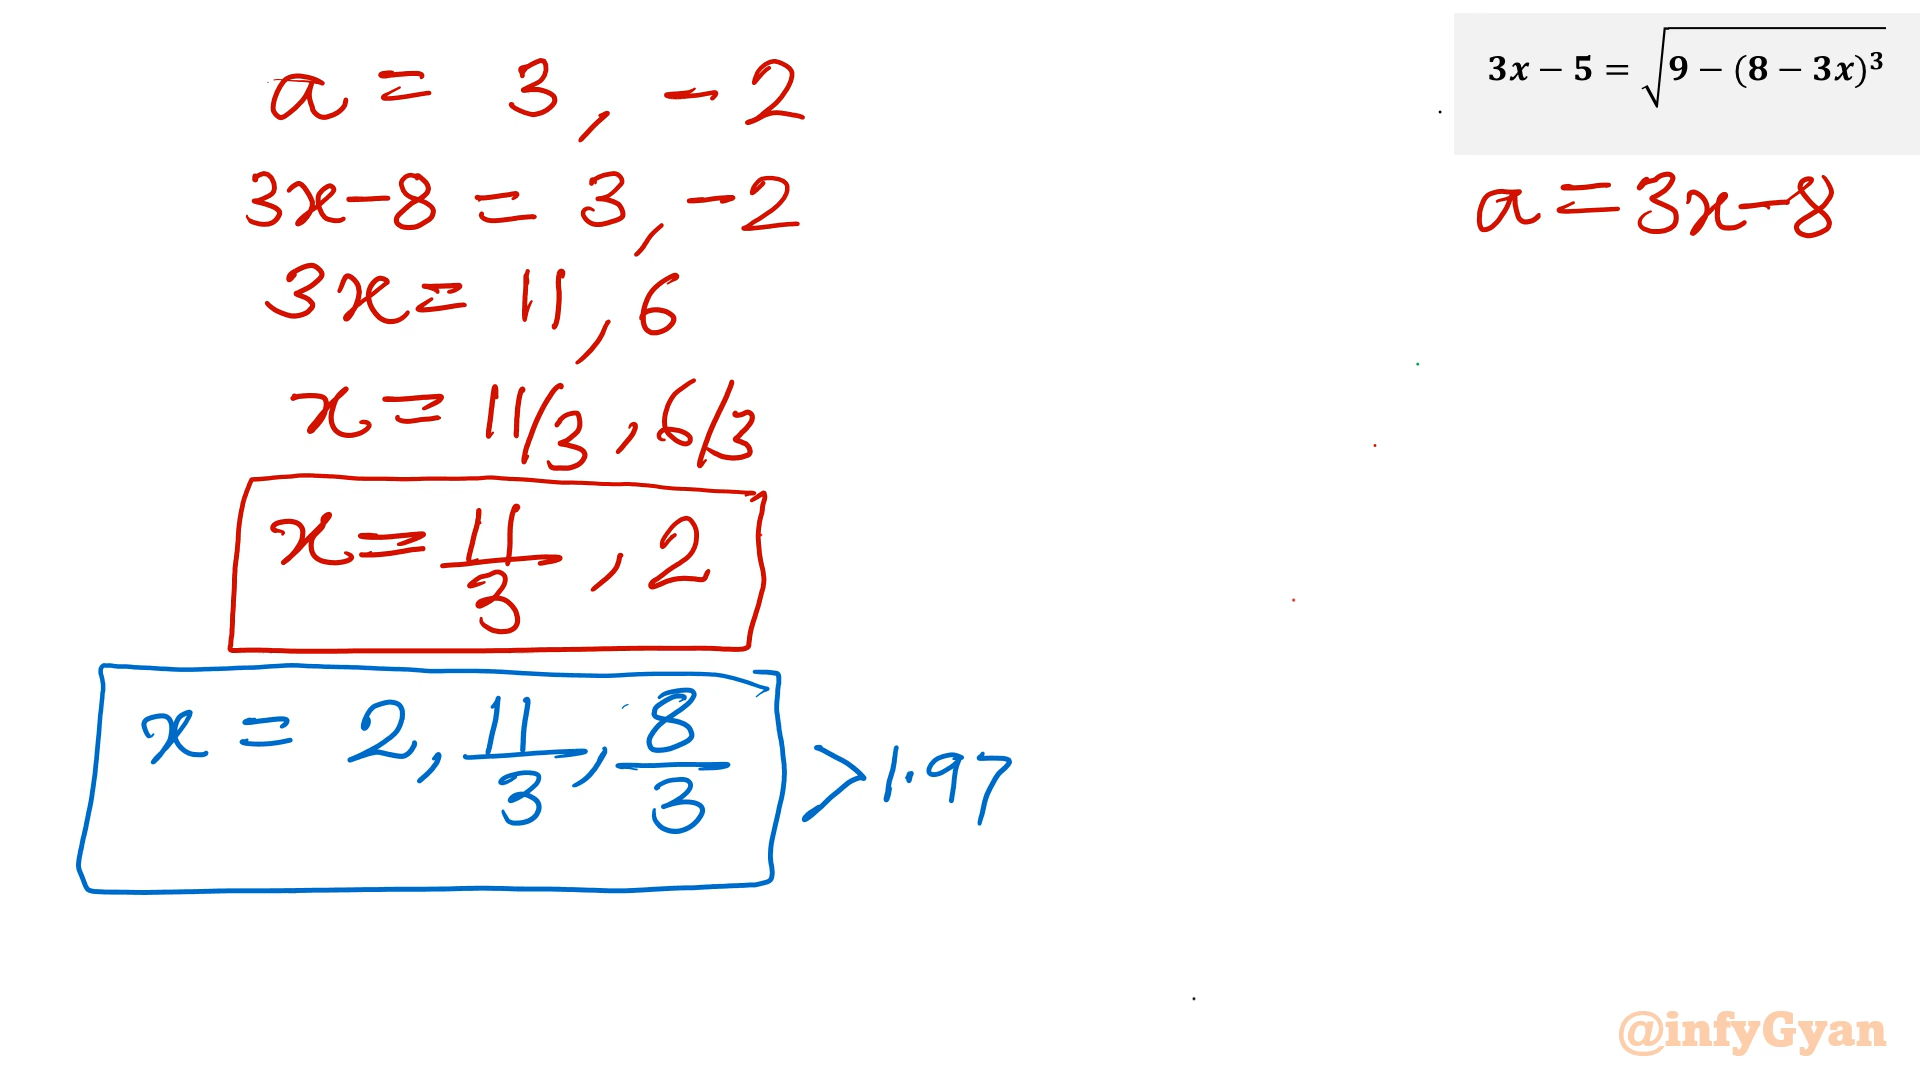 a = 3, -2
3x - 5 = √(9 - (8 - 3x)³)
3x-8 = 3, -2
a = 3x-8
3x = 11, 6
x = 11/3, 6/3
x = 11/3, 2
x = 2, 11/3, 8/3 > 1.97
@infyGyan